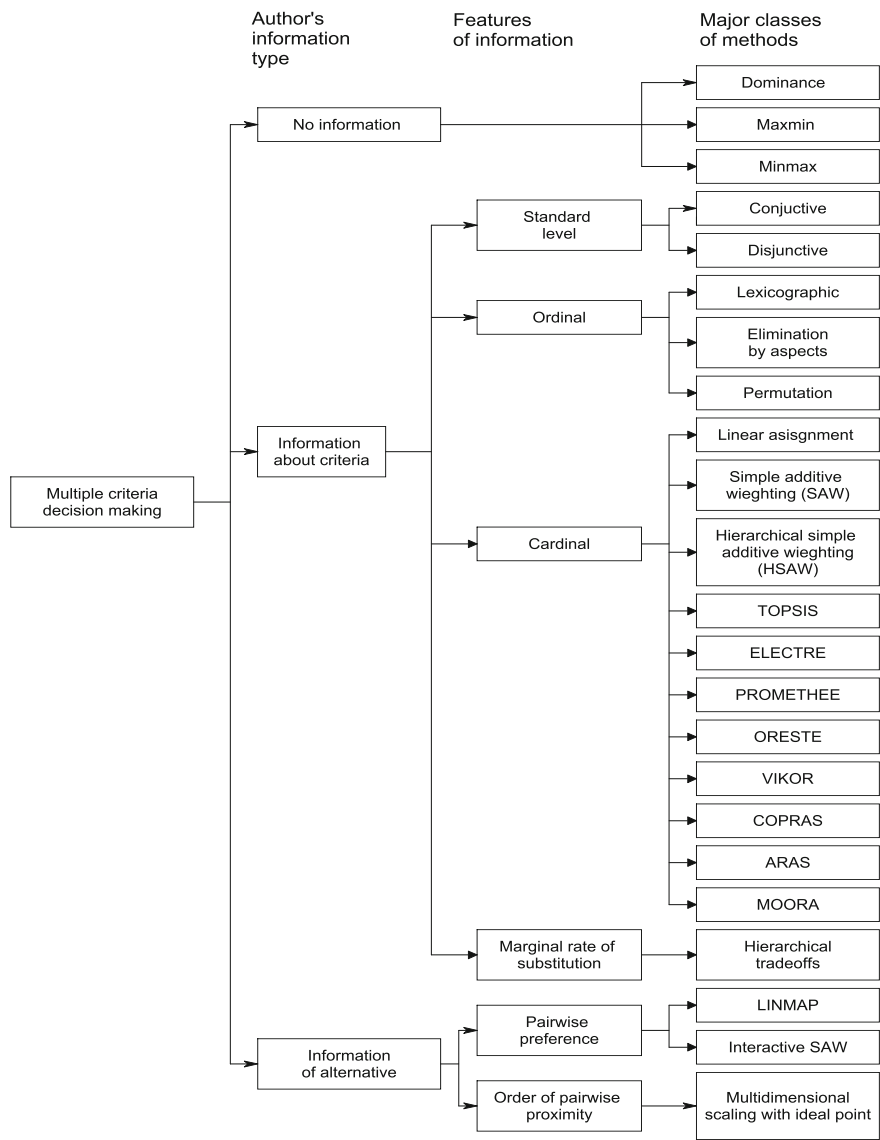 Author's
information
type
Features
of information
Major classes
of methods
No information
Dominance
Maxmin
Minmax
Standard
level
Conjuctive
Disjunctive
Ordinal
Lexicographic
Elimination
by aspects
Permutation
Multiple criteria
decision making
Information
about criteria
Cardinal
Linear asisgnment
Simple additive
wieghting (SAW)
Hierarchical simple
additive wieghting
(HSAW)
TOPSIS
ELECTRE
PROMETHEE
ORESTE
VIKOR
COPRAS
ARAS
MOORA
Marginal rate of
substitution
Hierarchical
tradeoffs
Information
of alternative
Pairwise
preference
LINMAP
Interactive SAW
Order of pairwise
proximity
Multidimensional
scaling with ideal point